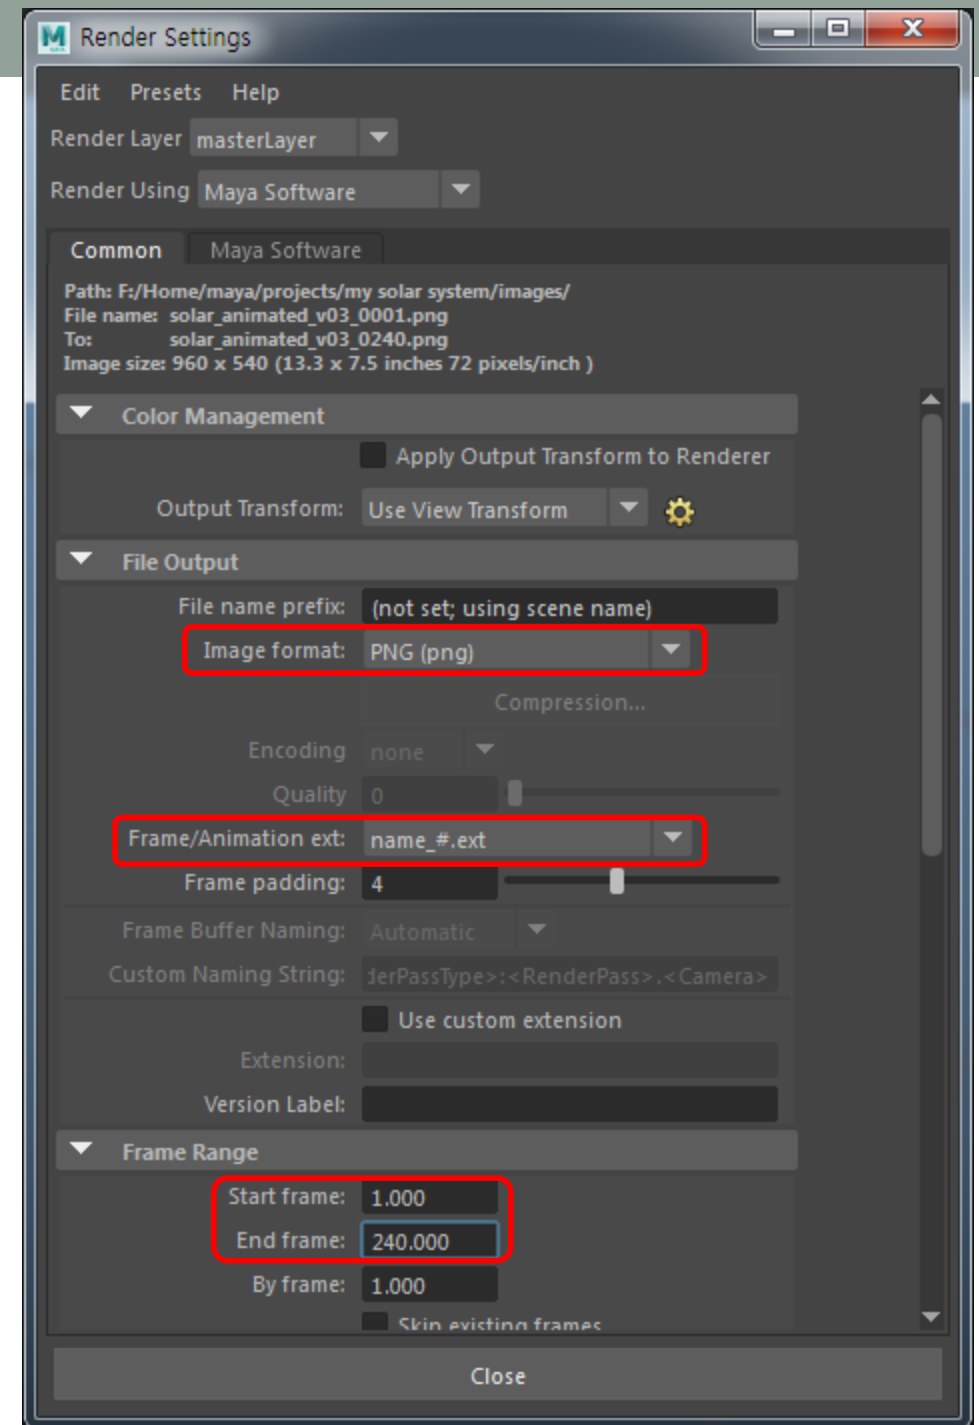 Render Settings
Edit Presets Help
Render Layer masterLayer
Render Using Maya Software
Common Maya Software
Path: F:/Home/maya/projects/my solar system/images/
File name: solar_animated_v03_0001.png
To: solar_animated_v03_0240.png
Image size: 960 x 540 (13.3 x 7.5 inches 72 pixels/inch )
Color Management
Apply Output Transform to Renderer
Output Transform: Use View Transform
File Output
File name prefix: (not set; using scene name)
Image format: PNG (png)
Compression...
Encoding none
Quality 0
Frame/Animation ext: name_#.ext
Frame padding: 4
Frame Buffer Naming: Automatic
Custom Naming String: derPassType>:<RenderPass>.<Camera>
Use custom extension
Extension:
Version Label:
Frame Range
Start frame: 1.000
End frame: 240.000
By frame: 1.000
Skip existing frames
Close